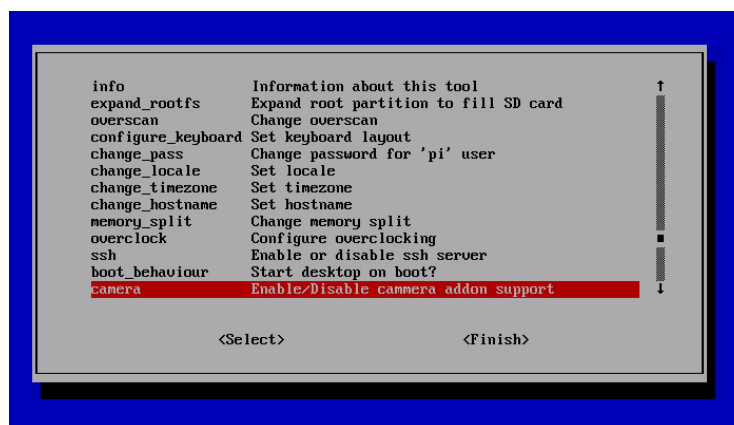 info Information about this tool
expand_rootfs Expand root partition to fill SD card
overscan Change overscan
configure_keyboard Set keyboard layout
change_pass Change password for 'pi' user
change_locale Set locale
change_timezone Set timezone
change_hostname Set hostname
memory_split Change memory split
overclock Configure overclocking
ssh Enable or disable ssh server
boot_behaviour Start desktop on boot?
camera Enable/Disable cammera addon support
<Select> <Finish>